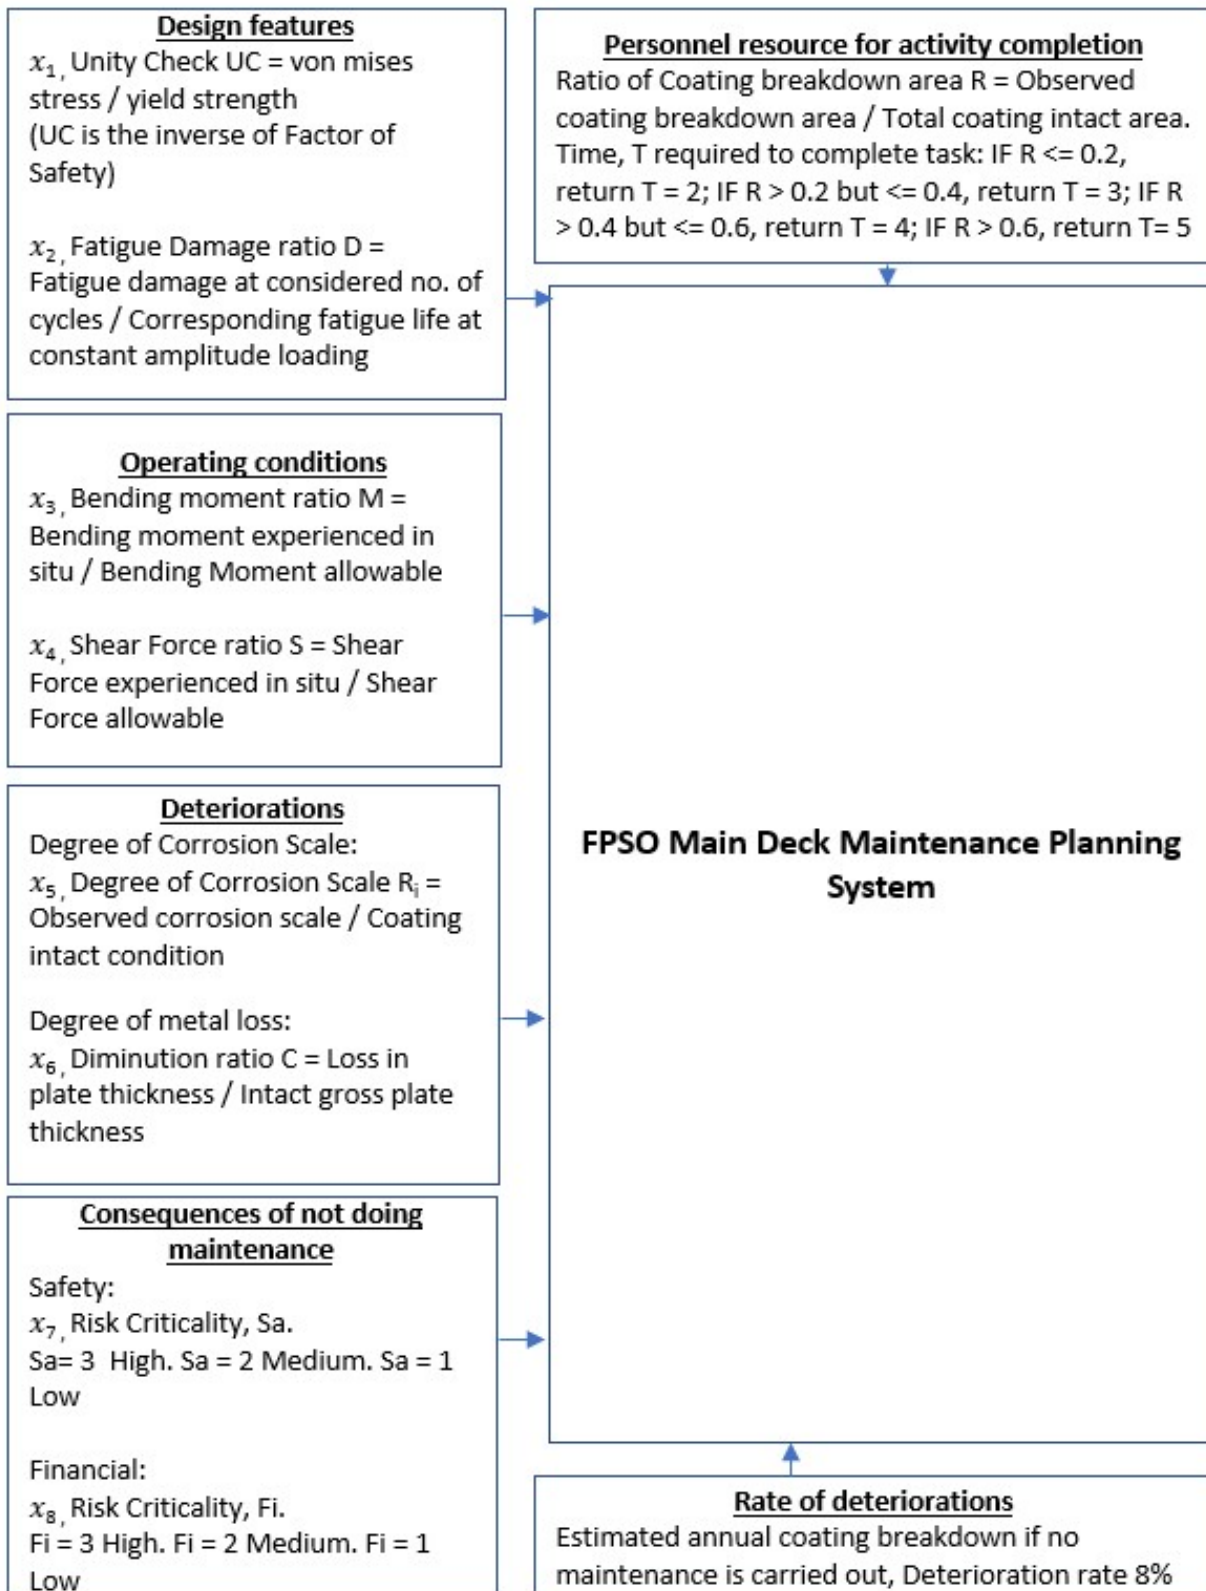 Design features
x₁, Unity Check UC = von mises
stress / yield strength
(UC is the inverse of Factor of
Safety)
x₂, Fatigue Damage ratio D =
Fatigue damage at considered no. of
cycles / Corresponding fatigue life at
constant amplitude loading
Operating conditions
x₃, Bending moment ratio M =
Bending moment experienced in
situ / Bending Moment allowable
x₄, Shear Force ratio S = Shear
Force experienced in situ / Shear
Force allowable
Deteriorations
Degree of Corrosion Scale:
x₅, Degree of Corrosion Scale Rᵢ =
Observed corrosion scale / Coating
intact condition
Degree of metal loss:
x₆, Diminution ratio C = Loss in
plate thickness / Intact gross plate
thickness
Consequences of not doing
maintenance
Safety:
x₇, Risk Criticality, Sa.
Sa= 3 High. Sa = 2 Medium. Sa = 1
Low
Financial:
x₈, Risk Criticality, Fi.
Fi = 3 High. Fi = 2 Medium. Fi = 1
Low
Personnel resource for activity completion
Ratio of Coating breakdown area R = Observed
coating breakdown area / Total coating intact area.
Time, T required to complete task: IF R <= 0.2,
return T = 2; IF R > 0.2 but <= 0.4, return T = 3; IF R
> 0.4 but <= 0.6, return T = 4; IF R > 0.6, return T= 5
FPSO Main Deck Maintenance Planning
System
Rate of deteriorations
Estimated annual coating breakdown if no
maintenance is carried out, Deterioration rate 8%